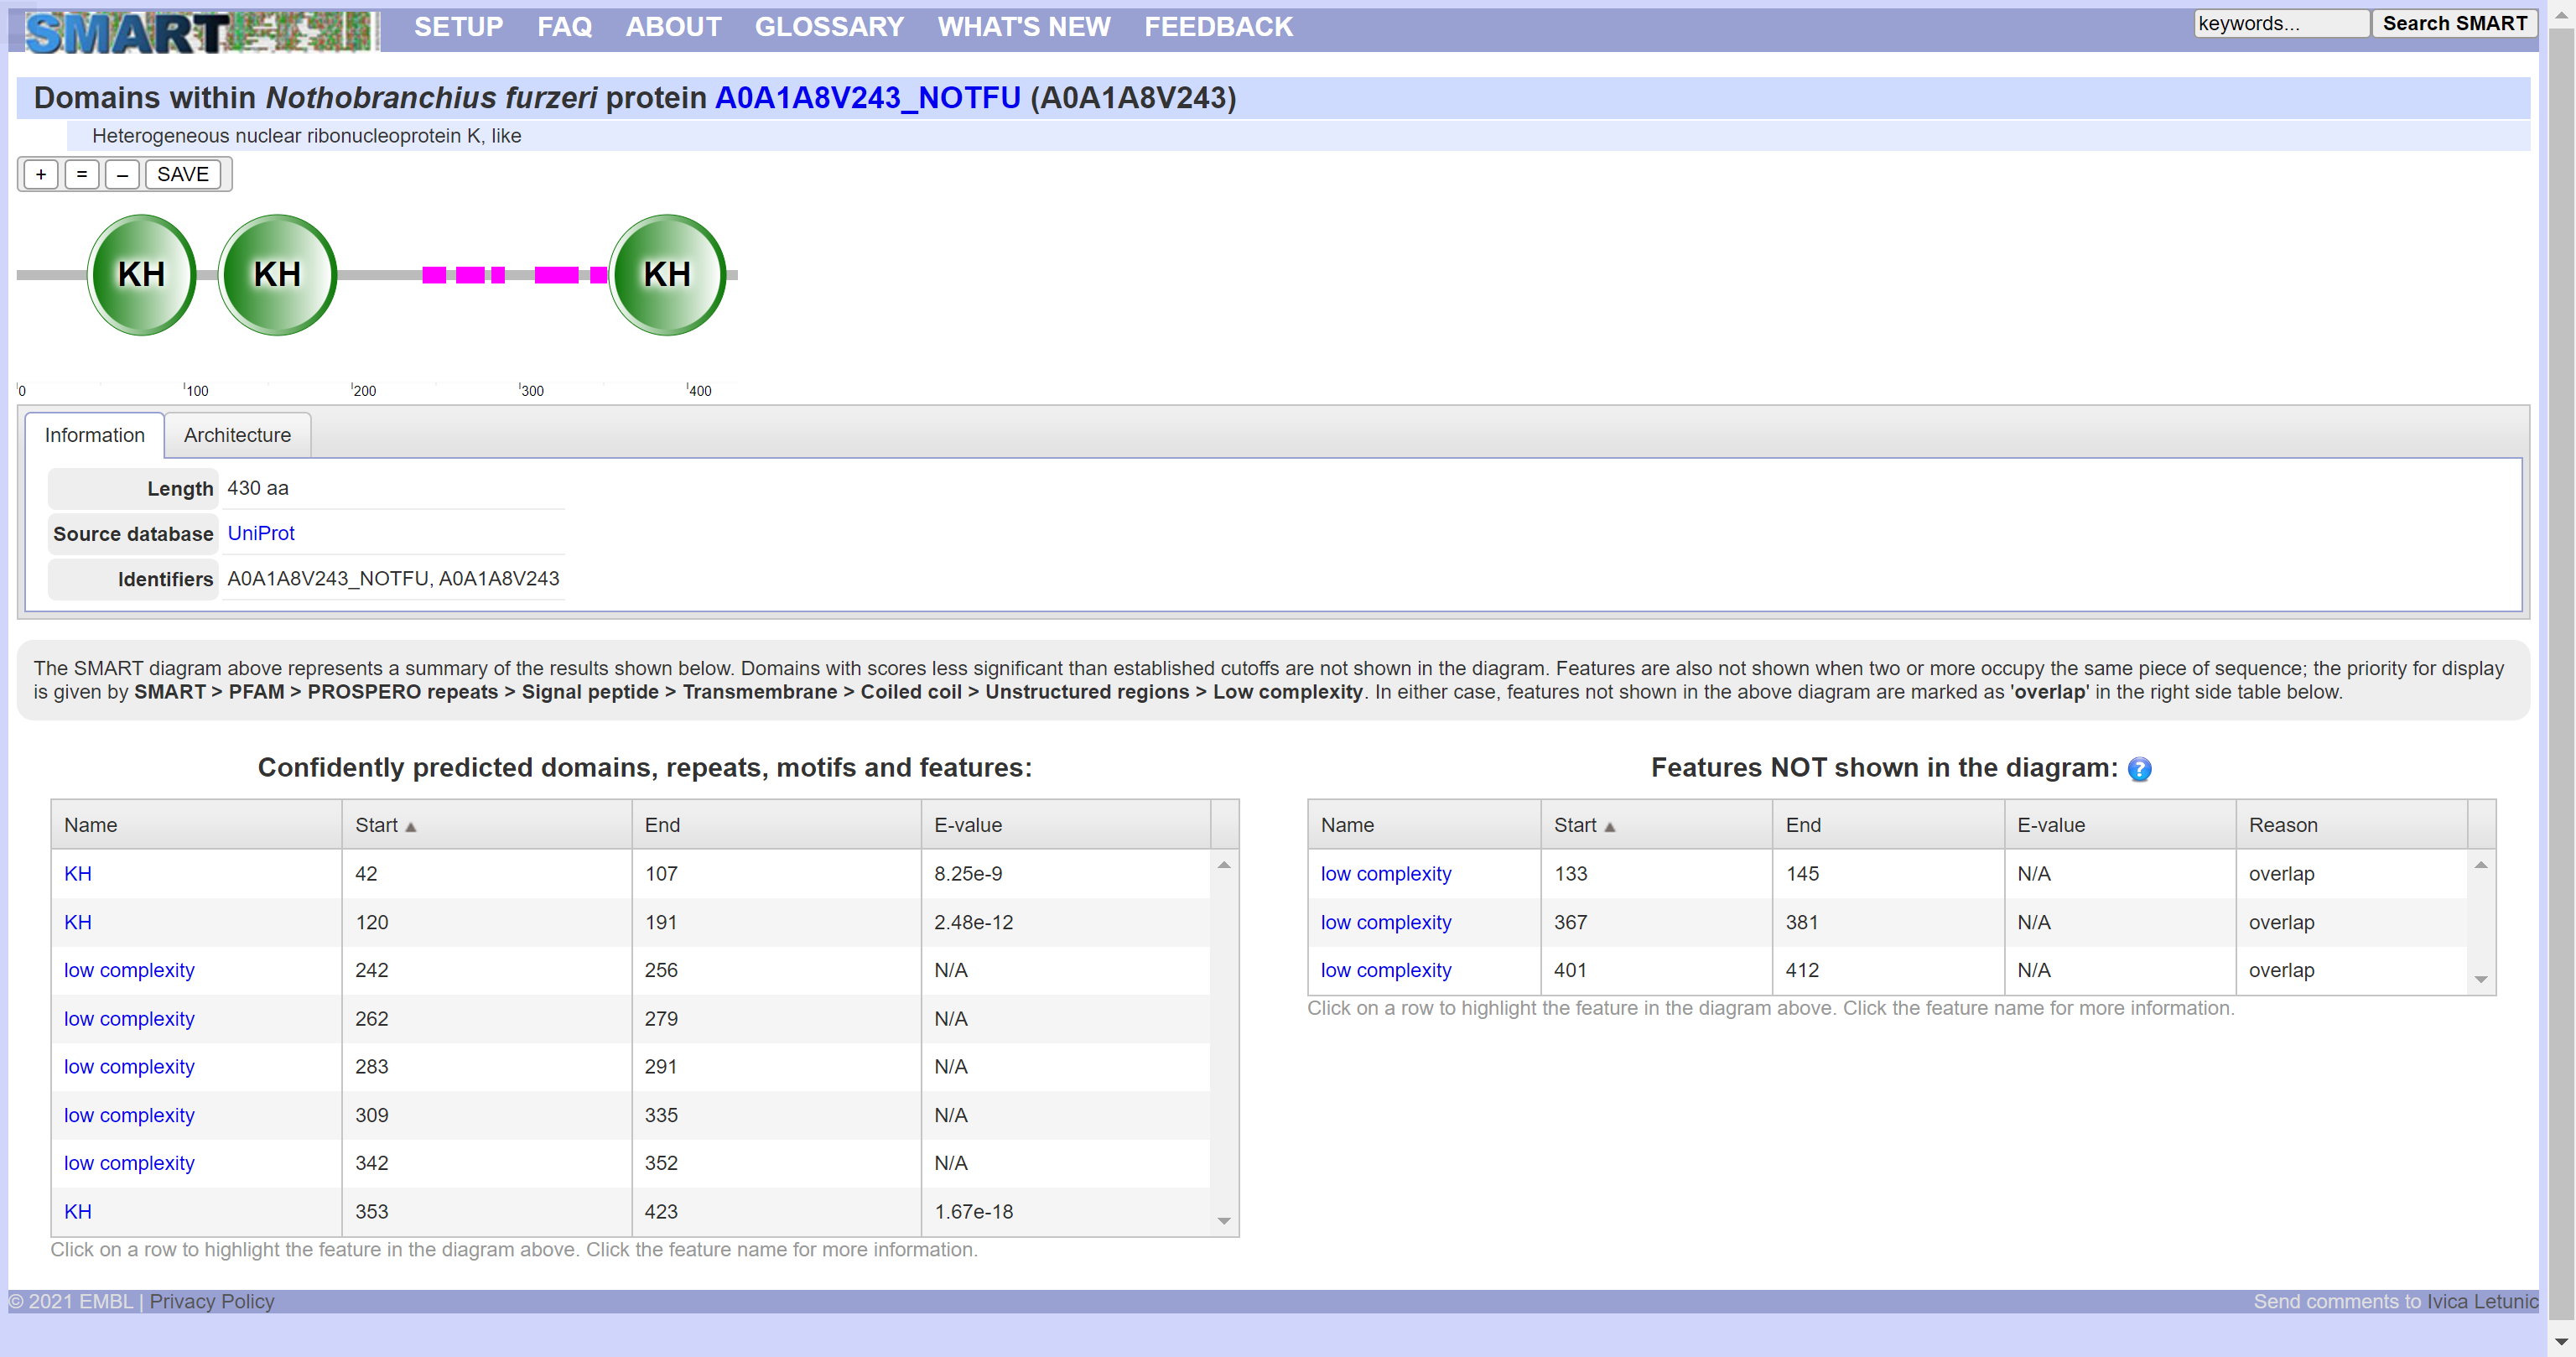 SMART SETUP FAQ ABOUT GLOSSARY WHAT'S NEW FEEDBACK keywords... Search SMART
Domains within Nothobranchius furzeri protein A0A1A8V243_NOTFU (A0A1A8V243)
Heterogeneous nuclear ribonucleoprotein K, like
+ = – SAVE
KH KH KH
0 100 200 300 400
Information Architecture
Length 430 aa
Source database UniProt
Identifiers A0A1A8V243_NOTFU, A0A1A8V243
The SMART diagram above represents a summary of the results shown below. Domains with scores less significant than established cutoffs are not shown in the diagram. Features are also not shown when two or more occupy the same piece of sequence; the priority for display
is given by SMART > PFAM > PROSPERO repeats > Signal peptide > Transmembrane > Coiled coil > Unstructured regions > Low complexity. In either case, features not shown in the above diagram are marked as 'overlap' in the right side table below.
Confidently predicted domains, repeats, motifs and features:
Name Start End E-value
KH 42 107 8.25e-9
KH 120 191 2.48e-12
low complexity 242 256 N/A
low complexity 262 279 N/A
low complexity 283 291 N/A
low complexity 309 335 N/A
low complexity 342 352 N/A
KH 353 423 1.67e-18
Click on a row to highlight the feature in the diagram above. Click the feature name for more information.
Features NOT shown in the diagram: ?
Name Start End E-value Reason
low complexity 133 145 N/A overlap
low complexity 367 381 N/A overlap
low complexity 401 412 N/A overlap
Click on a row to highlight the feature in the diagram above. Click the feature name for more information.
© 2021 EMBL | Privacy Policy Send comments to Ivica Letunic